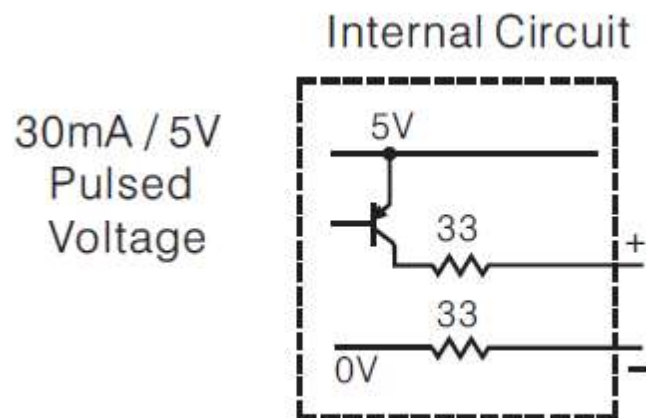 Internal Circuit
30mA / 5V
Pulsed
Voltage
5V
33
+
33
0V
-